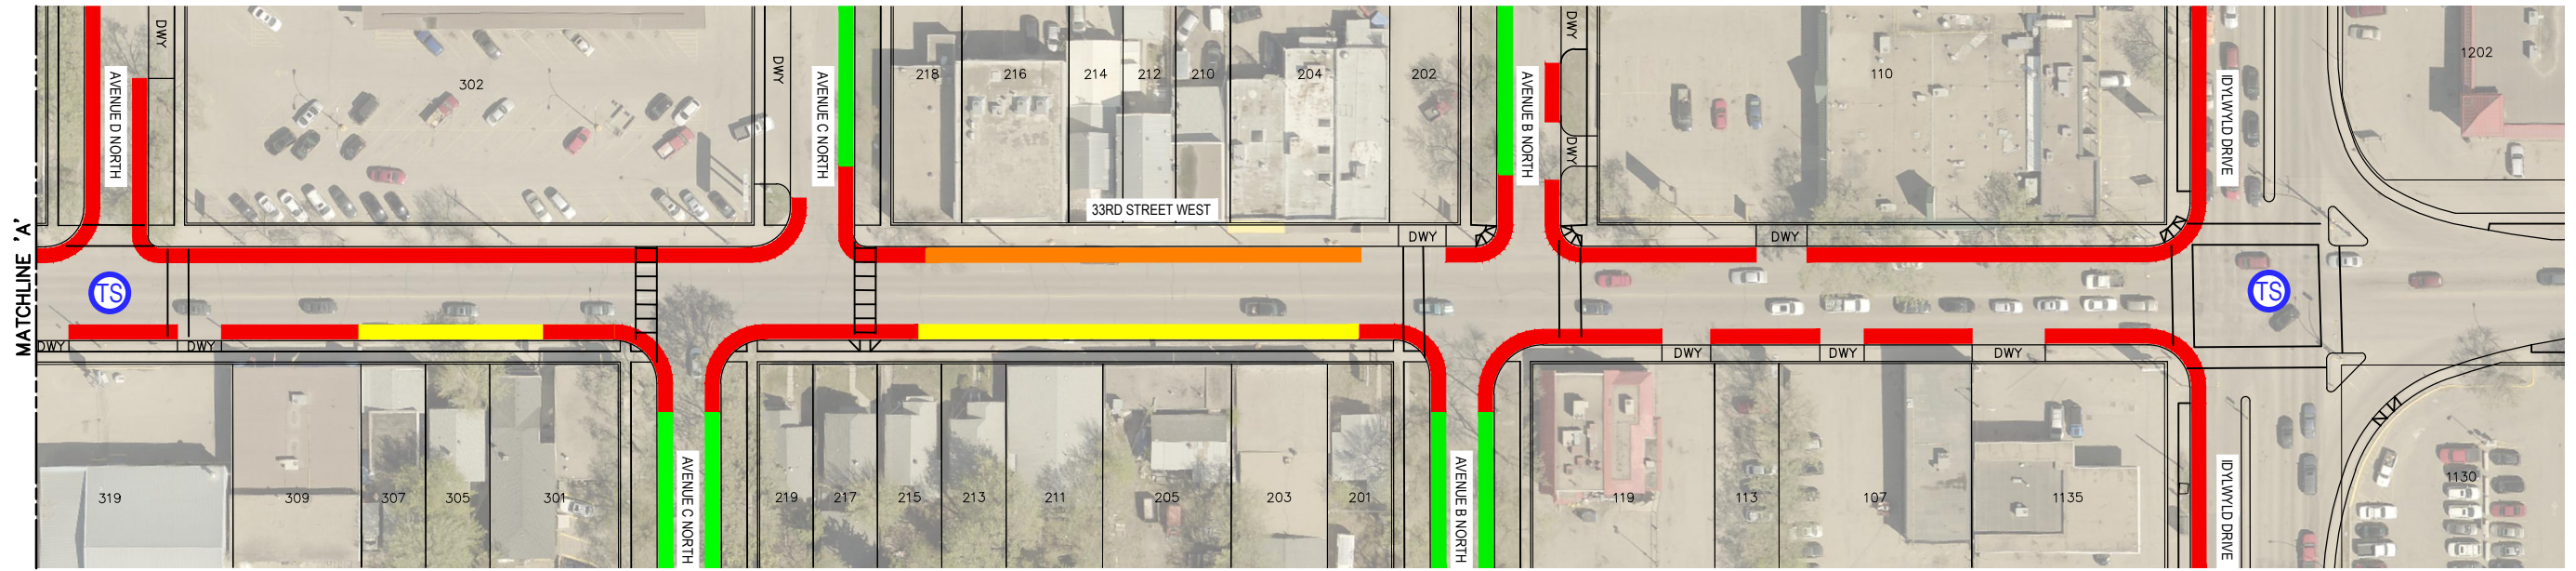 DWY
AVENUE D NORTH
302
DWY
AVENUE C NORTH
218
216
214
212
210
204
202
AVENUE B NORTH
DWY
DWY
110
IDYLWYLD DRIVE
1202
33RD STREET WEST
DWY
DWY
MATCHLINE 'A'
TS
TS
DWY
DWY
DWY
DWY
DWY
319
309
307
305
301
AVENUE C NORTH
219
217
215
213
211
205
203
201
AVENUE B NORTH
119
113
107
1135
IDYLWYLD DRIVE
1130